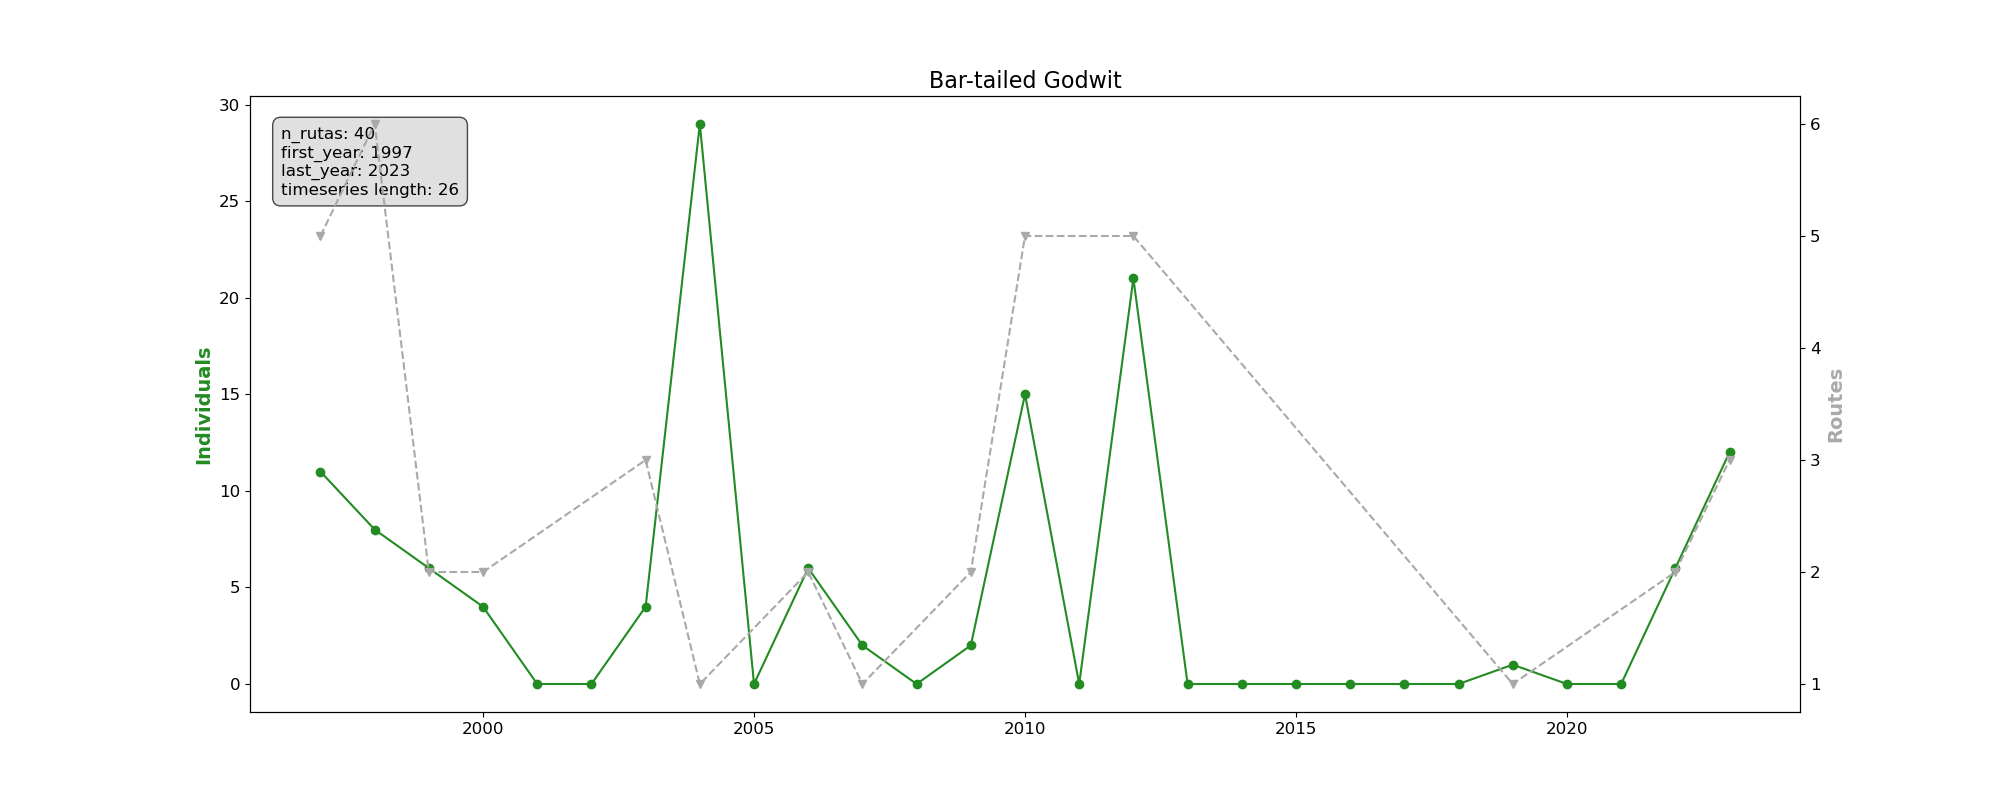 Bar-tailed Godwit
n_rutas: 40
first_year: 1997
last_year: 2023
timeseries length: 26
Individuals
30
25
20
15
10
5
0
6
5
4
3
2
1
Routes
2000 2005 2010 2015 2020